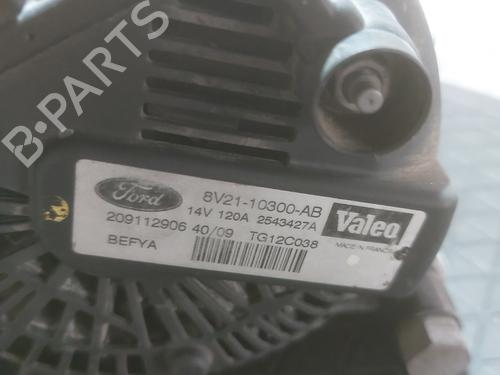 B-PARTS
Ford
8V21-10300-AB
14V 120A 2543427A
209112906 40/09 TG12C038
BEFYA
Valeo
MADE IN FRANCE